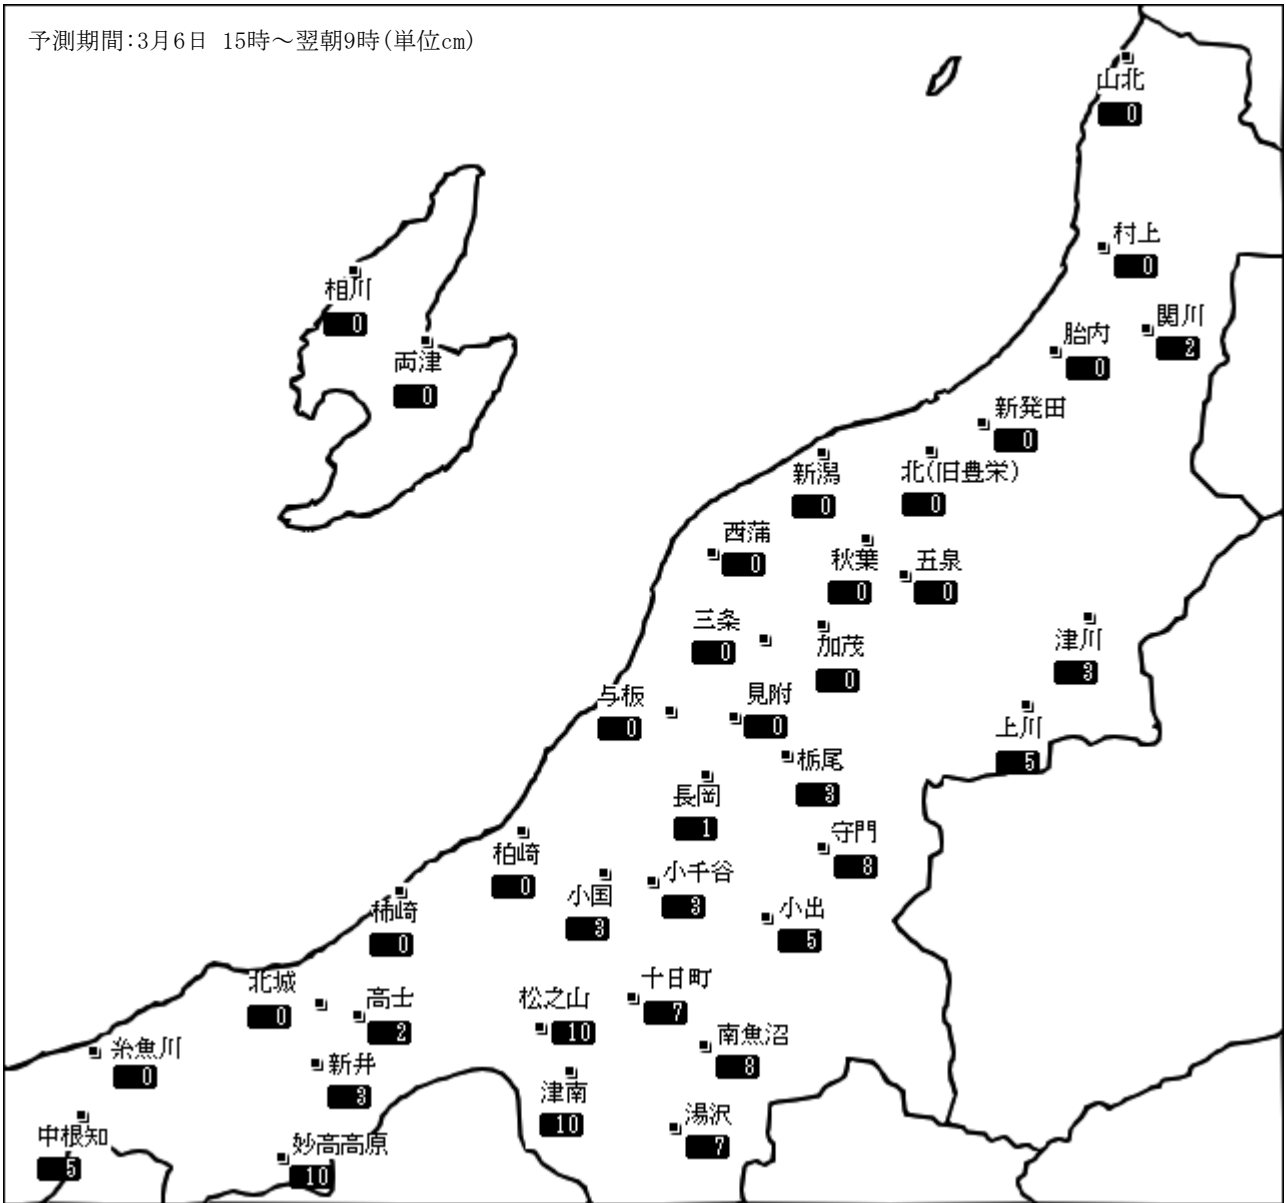 予測期間:3月6日 15時～翌朝9時(単位cm)
山北
0
村上
0
相川
0
関川
2
胎内
0
両津
0
新発田
0
新潟
0
北(旧豊栄)
0
西蒲
0
秋葉
0
五泉
0
三条
0
加茂
0
津川
3
与板
0
見附
0
上川
5
栃尾
3
長岡
1
守門
8
柏崎
0
小国
3
小千谷
3
小出
5
柿崎
0
北城
0
高士
2
松之山
10
十日町
7
南魚沼
8
糸魚川
0
新井
3
津南
10
湯沢
7
中根知
5
妙高高原
10